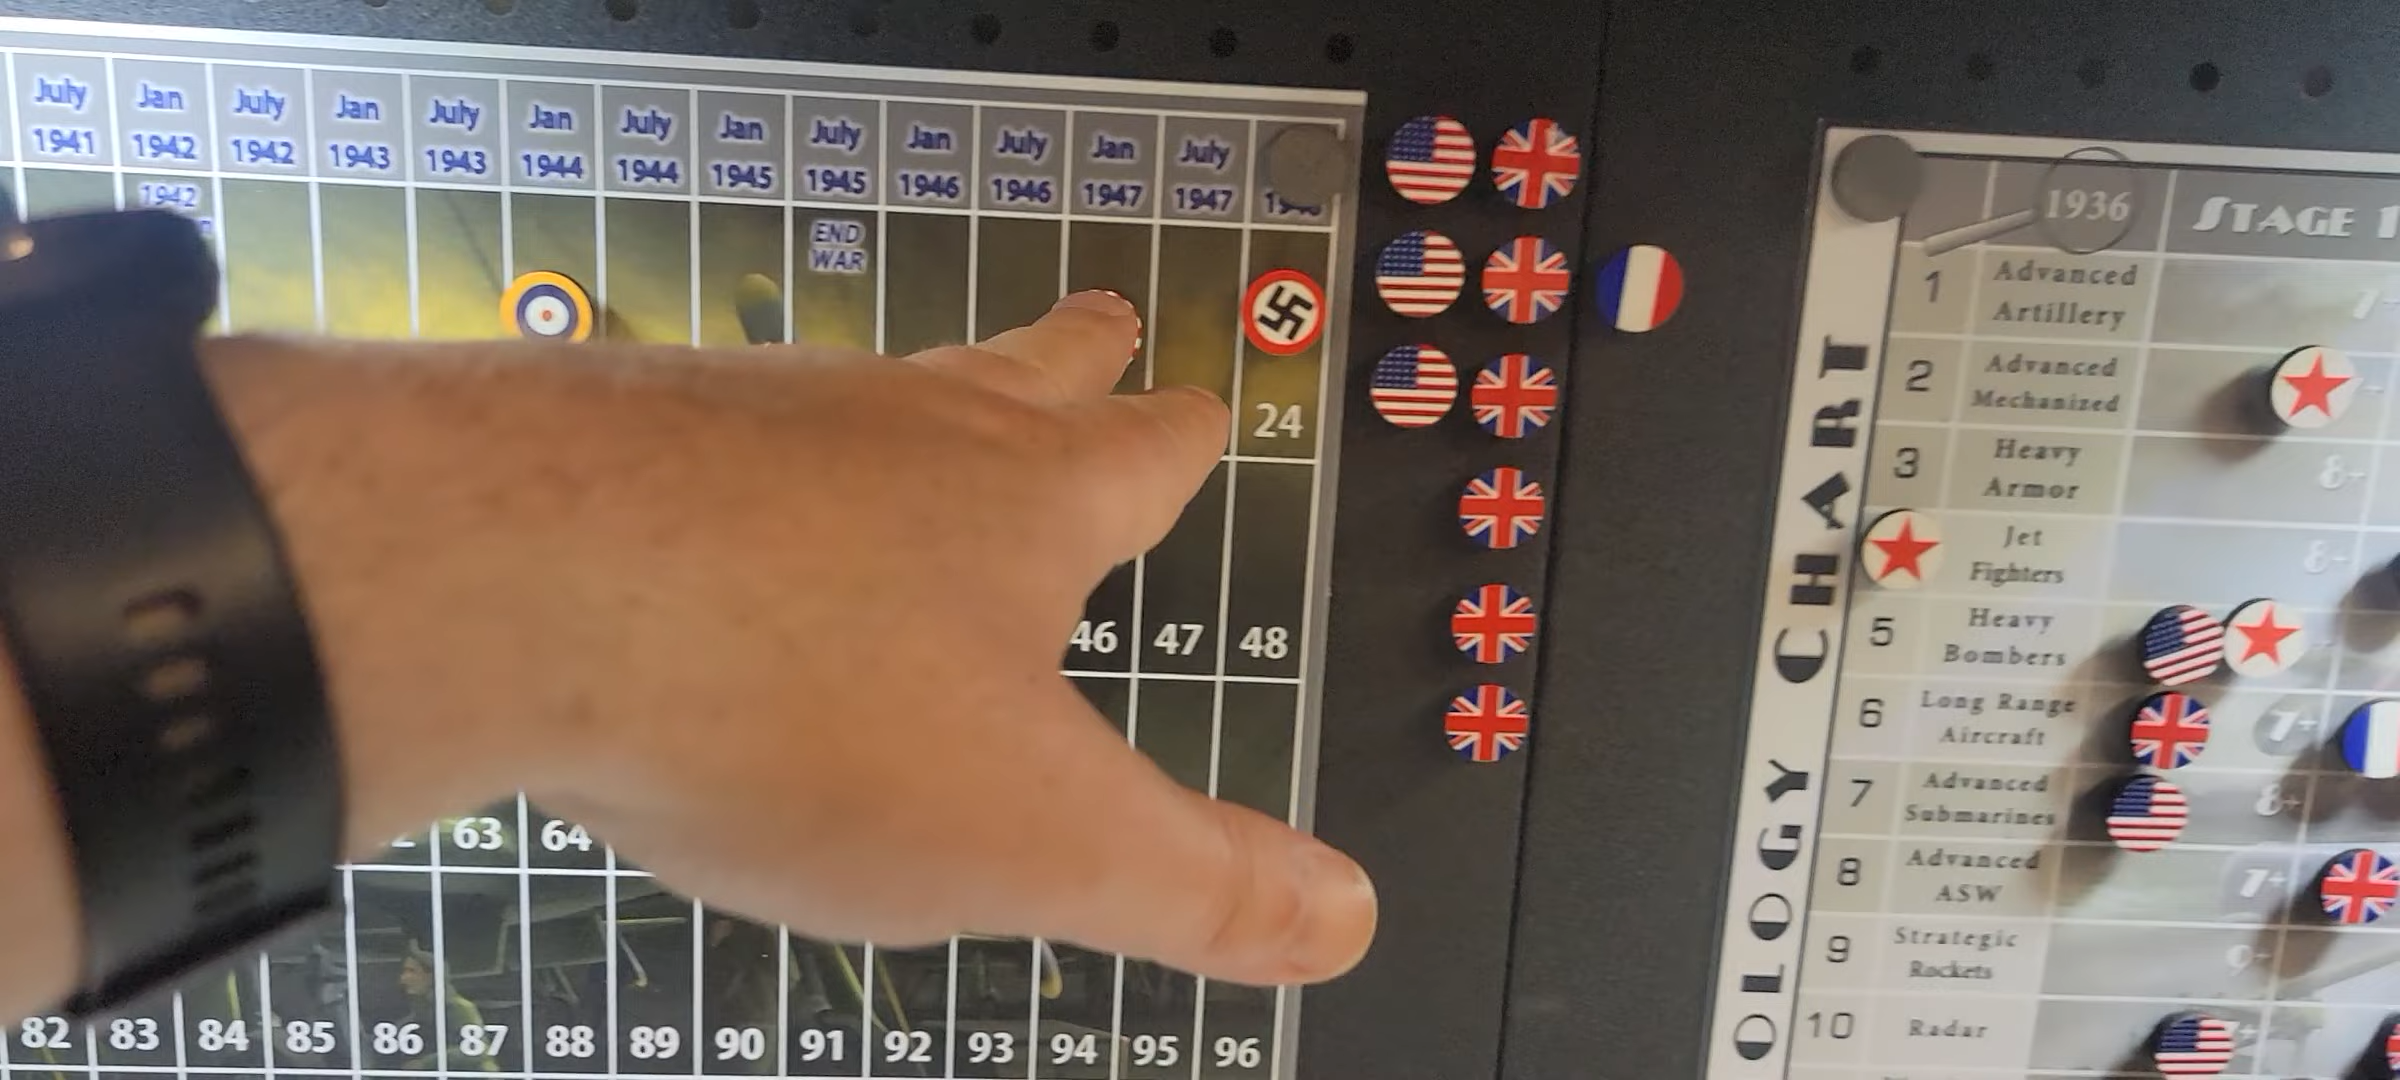 July Jan July Jan July Jan July Jan July Jan July Jan July
1941 1942 1942 1943 1943 1944 1944 1945 1945 1946 1946 1947 1947
1942
END
WAR
24
46 47 48
63 64
82 83 84 85 86 87 88 89 90 91 92 93 94 95 96
OLOGY CHART
1936 STAGE 1
1 Advanced
Artillery 7+
2 Advanced
Mechanized
3 Heavy
Armor 8+
Jet
Fighters 8+
5 Heavy
Bombers
6 Long Range
Aircraft 7+
7 Advanced
Submarines 8+
8 Advanced
ASW 7+
9 Strategic
Rockets 9+
10 Radar